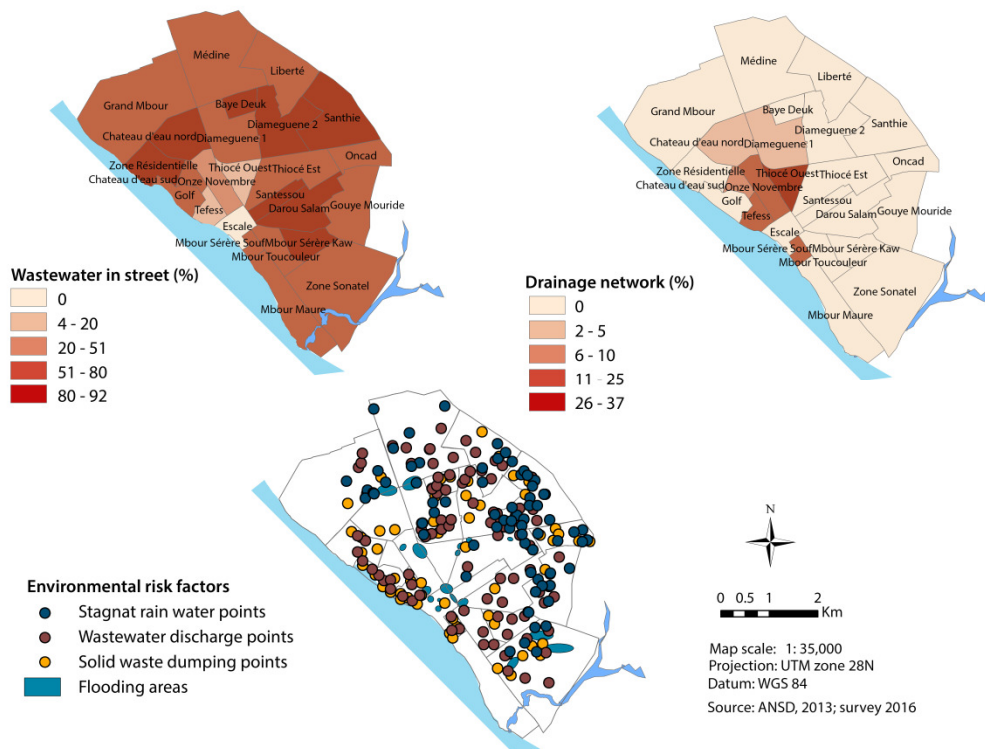 Médine
Liberté
Grand Mbour
Baye Deuk
Diameguene 2
Santhie
Chateau d'eau nord
Diameguene 1
Oncad
Zone Résidentielle
Thiocé Ouest
Thiocé Est
Chateau d'eau sud
Onze Novembre
Golf
Santessou
Tefess
Darou Salam
Gouye Mouride
Escale
Mbour Sérère Souf
Mbour Sérère Kaw
Mbour Toucouleur
Zone Sonatel
Mbour Maure
Wastewater in street (%)
0
4 - 20
20 - 51
51 - 80
80 - 92
Médine
Liberté
Grand Mbour
Baye Deuk
Diameguene 2
Santhie
Chateau d'eau nord
Diameguene 1
Oncad
Zone Résidentielle
Thiocé Ouest
Thiocé Est
Chateau d'eau sud
Onze Novembre
Golf
Santessou
Tefess
Darou Salam
Gouye Mouride
Escale
Mbour Sérère Souf
Mbour Sérère Kaw
Mbour Toucouleur
Zone Sonatel
Mbour Maure
Drainage network (%)
0
2 - 5
6 - 10
11 - 25
26 - 37
Environmental risk factors
Stagnat rain water points
Wastewater discharge points
Solid waste dumping points
Flooding areas
N
0 0.5 1 2
Km
Map scale: 1: 35,000
Projection: UTM zone 28N
Datum: WGS 84
Source: ANSD, 2013; survey 2016